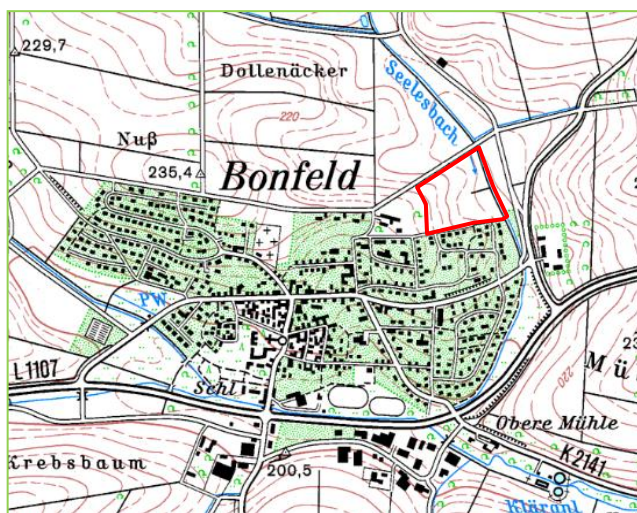 229,7
Dollenäcker
Seelesbach
220
Nuß
235,4
Bonfeld
PW
L 1107
Schl
Mü
220
Obere Mühle
K 2141
Krebsbaum
200,5
Kläranl